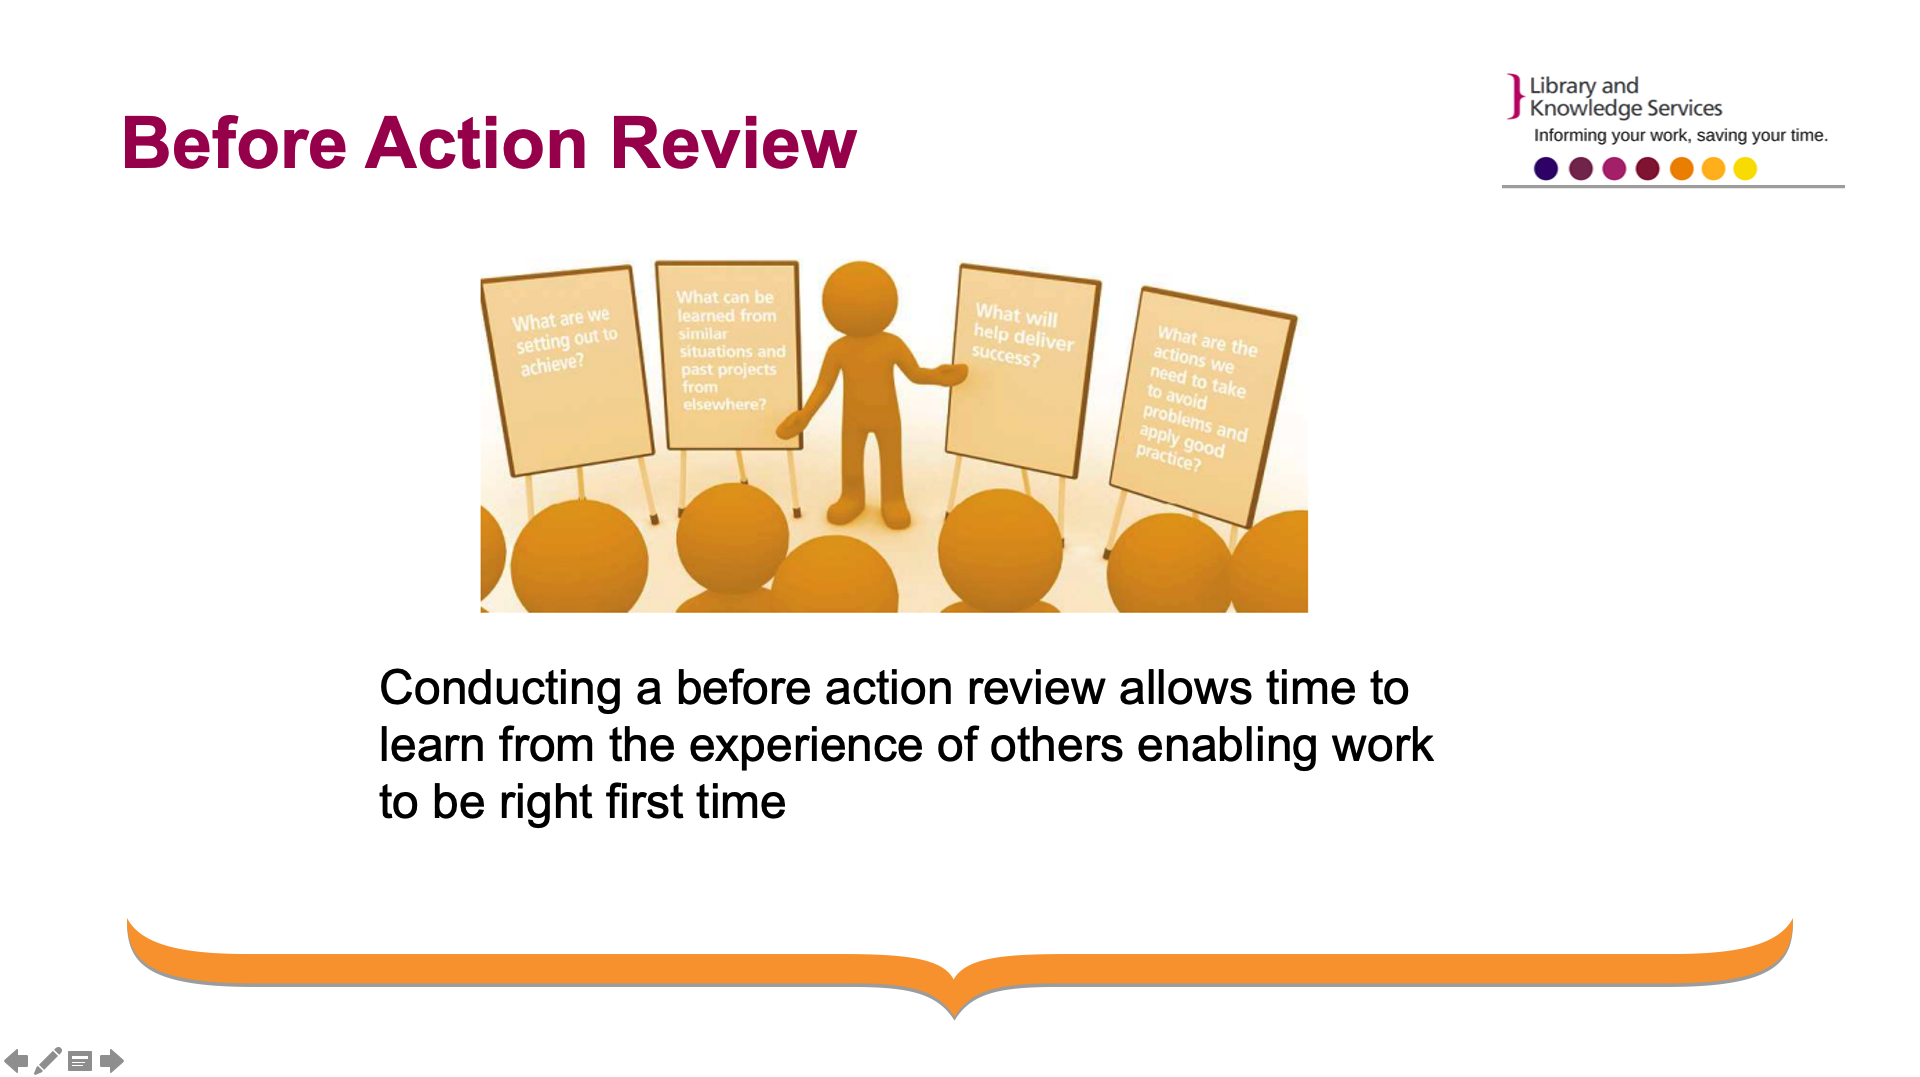 Before Action Review
Library and
Knowledge Services
Informing your work, saving your time.
What are we
setting out to
achieve?
What can be
learned from
similar
situations and
past projects
from
elsewhere?
What will
help deliver
success?
What are the
actions we
need to take
to avoid
problems and
apply good
practice?
Conducting a before action review allows time to
learn from the experience of others enabling work
to be right first time